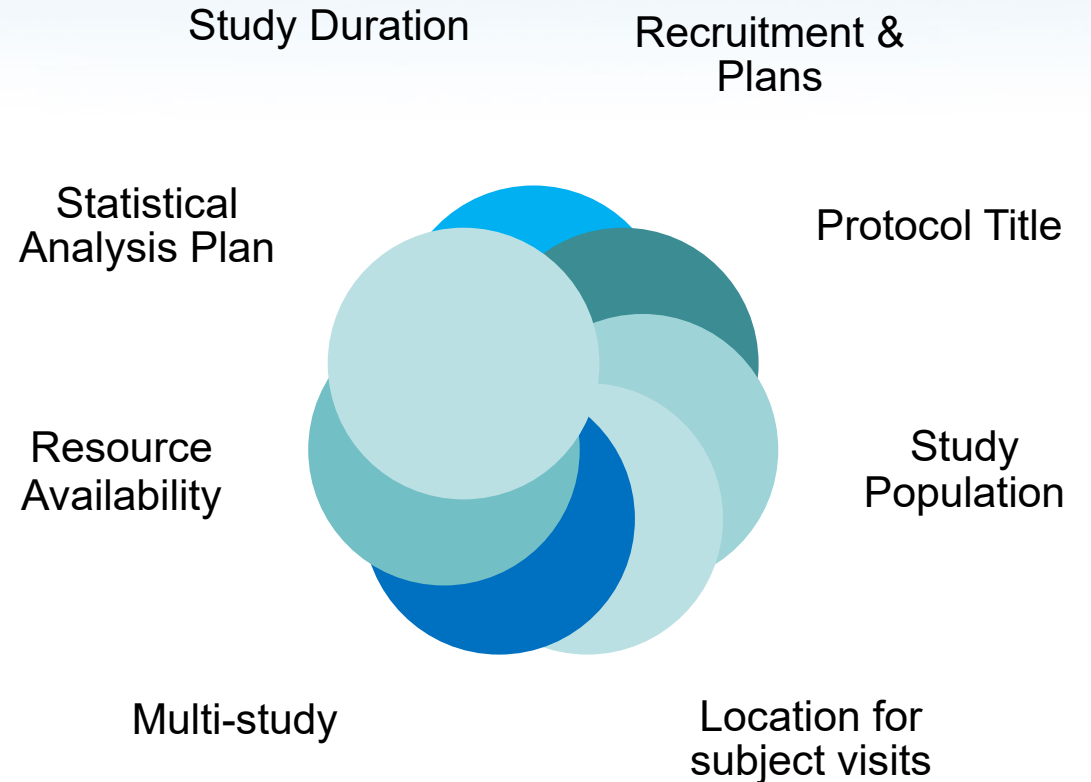 Study Duration
Recruitment &
Plans
Statistical
Analysis Plan
Protocol Title
Resource
Availability
Study
Population
Multi-study
Location for
subject visits